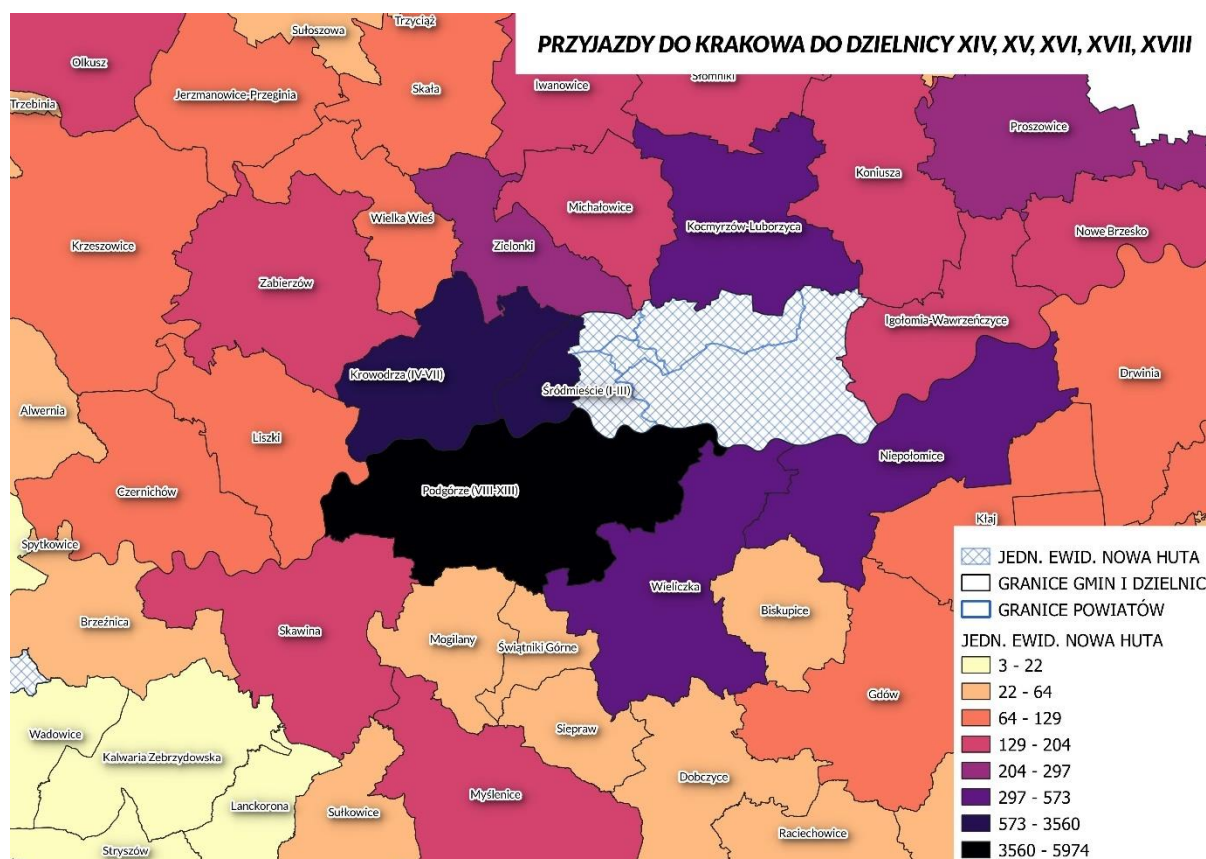 PRZYJAZDY DO KRAKOWA DO DZIELNICY XIV, XV, XVI, XVII, XVIII
Trzyciąż
Sułoszowa
Olkusz
Słomniki
Iwanowice
Skała
Jerzmanowice-Przeginia
Trzebinia
Proszowice
Koniusza
Michałowice
Wielka Wieś
Kocmyrzów-Luborzyca
Nowe Brzesko
Krzeszowice
Zielonki
Zabierzów
Igołomia-Wawrzeńczyce
Krowodrza (IV-VII)
Drwinia
Śródmieście (I-III)
Alwernia
Liszki
Niepołomice
Czernichów
Podgórze (VIII-XIII)
Kłaj
Spytkowice
Wieliczka
Biskupice
Brzeźnica
Skawina
Mogilany
Świątniki Górne
Gdów
Siepraw
Wadowice
Kalwaria Zebrzydowska
Dobczyce
Myślenice
Lanckorona
Sułkowice
Raciechowice
Stryszów
JEDN. EWID. NOWA HUTA
GRANICE GMIN I DZIELNIC
GRANICE POWIATÓW
JEDN. EWID. NOWA HUTA
3 - 22
22 - 64
64 - 129
129 - 204
204 - 297
297 - 573
573 - 3560
3560 - 5974